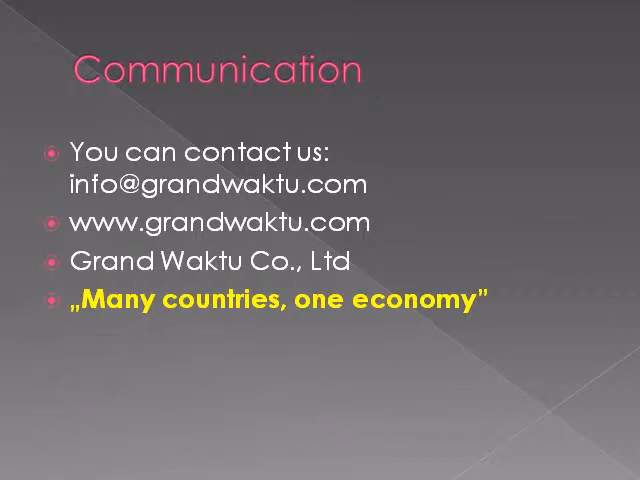 Communication
You can contact us:
info@grandwaktu.com
www.grandwaktu.com
Grand Waktu Co., Ltd
„Many countries, one economy”